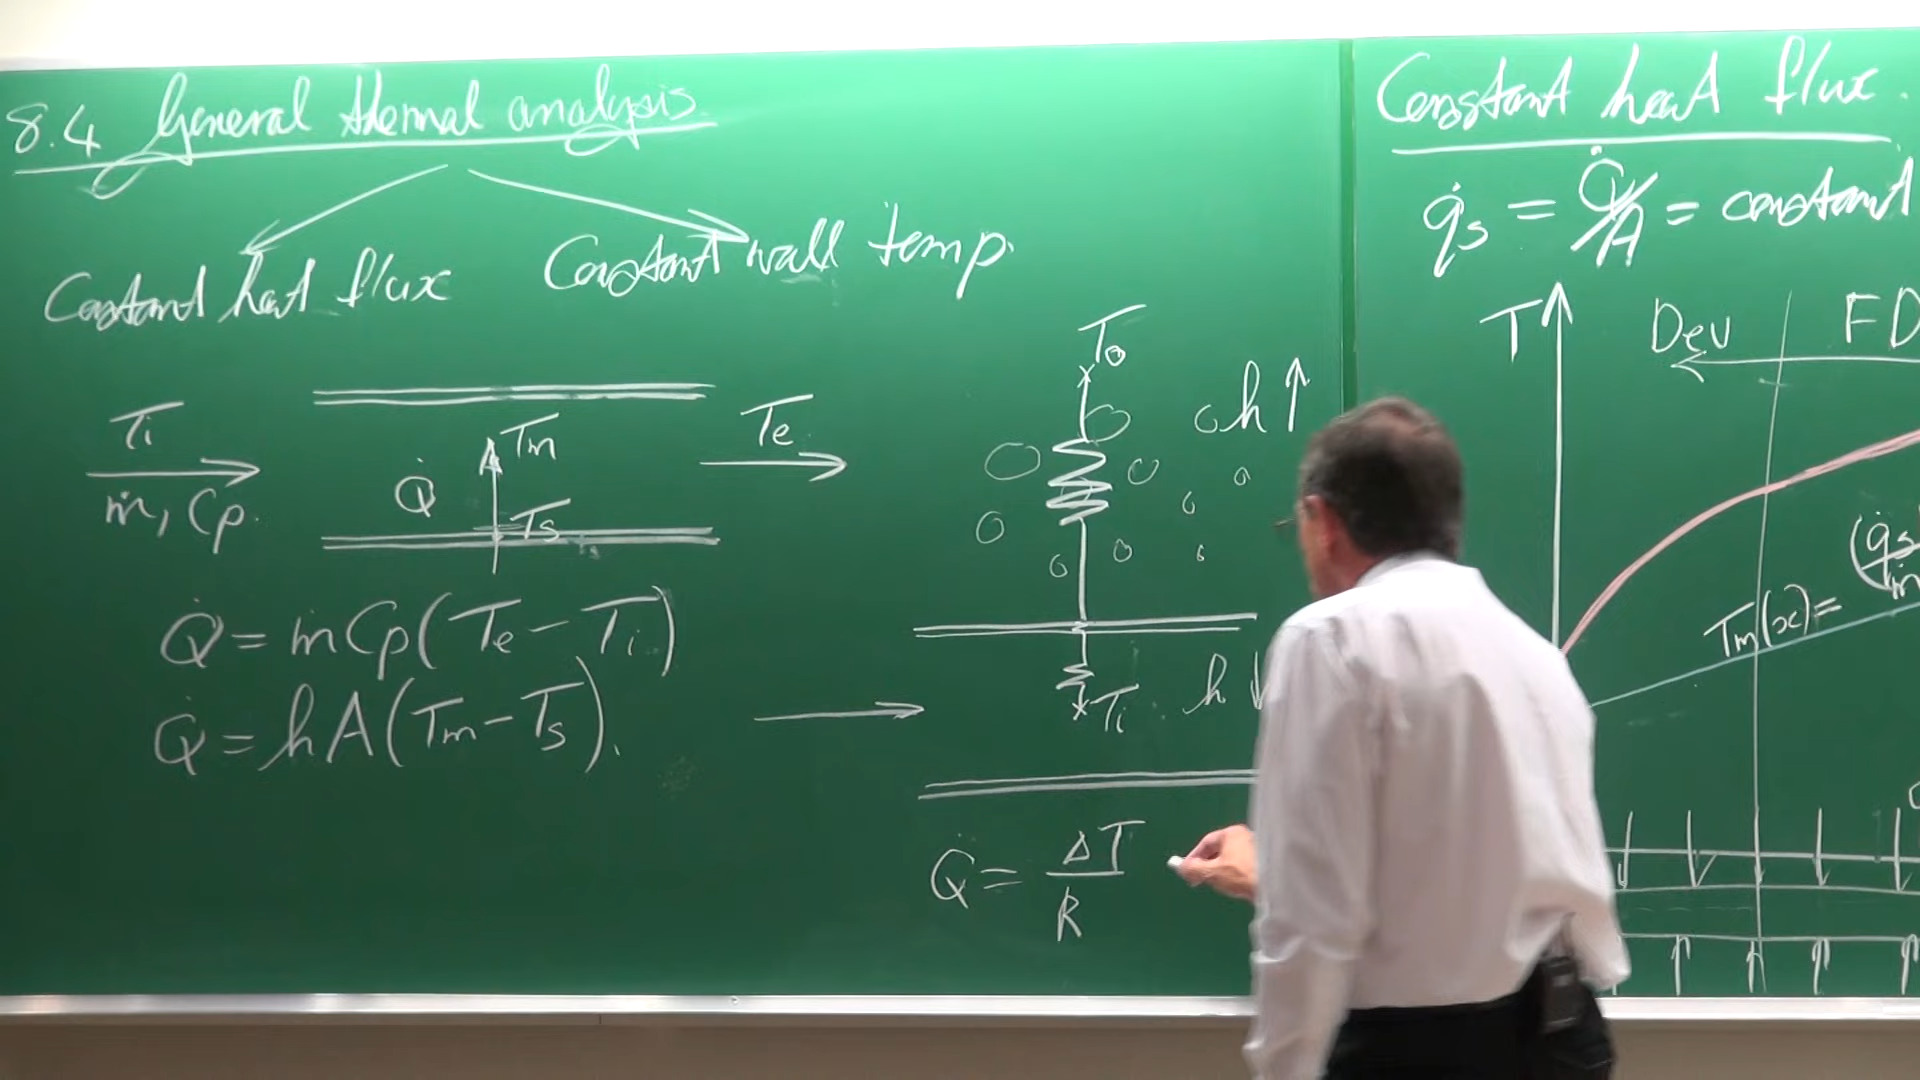 8.4 General thermal analysis
Constant heat flux
Constant wall temp.
Ti
ṁ, Cp.
Q̇
Tm
Ts
Te
Q̇ = ṁCp(Te − Ti)
Q̇ = hA(Tm − Ts).
To
h ↑
Ti
h ↓
Q̇ = ΔT/R
Constant heat flux.
q̇s = Q̇/A = constant
T
Dev
FD
Tm(x) =